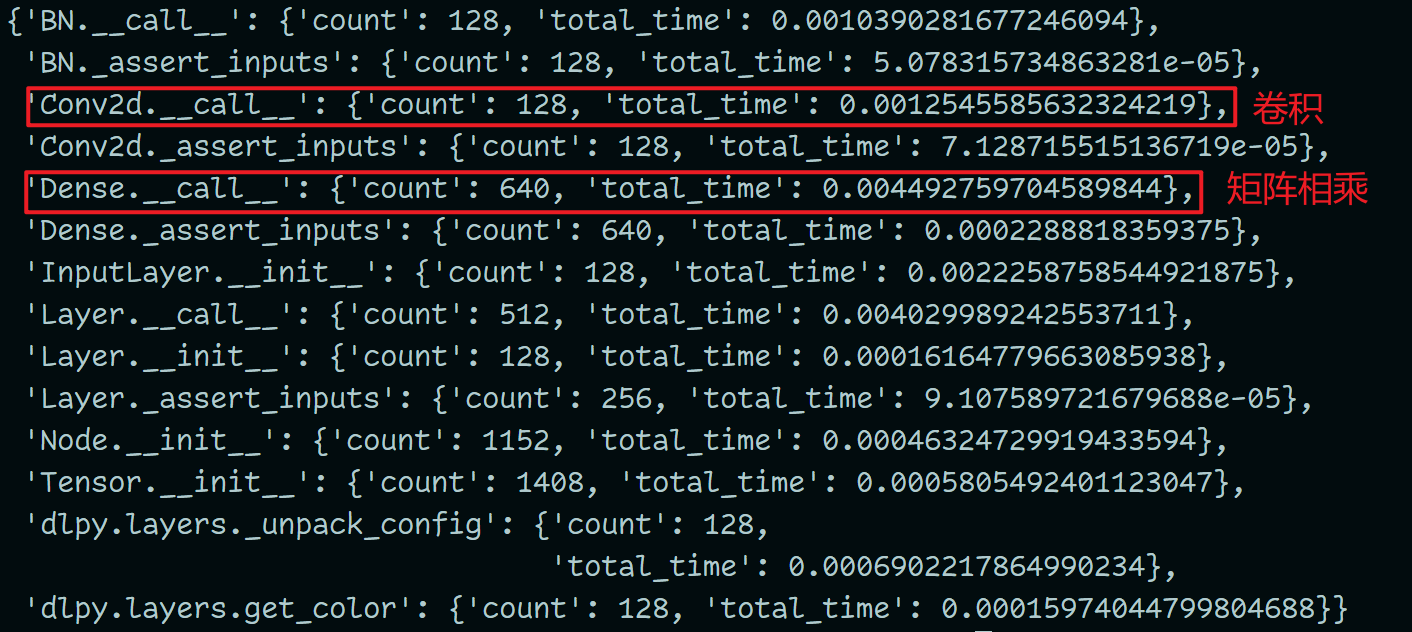 {'BN.__call__': {'count': 128, 'total_time': 0.0010390281677246094},
'BN._assert_inputs': {'count': 128, 'total_time': 5.078315734863281e-05},
'Conv2d.__call__': {'count': 128, 'total_time': 0.0012545585632324219}, 卷积
'Conv2d._assert_inputs': {'count': 128, 'total_time': 7.128715515136719e-05},
'Dense.__call__': {'count': 640, 'total_time': 0.004492759704589844}, 矩阵相乘
'Dense._assert_inputs': {'count': 640, 'total_time': 0.0002288818359375},
'InputLayer.__init__': {'count': 128, 'total_time': 0.0022258758544921875},
'Layer.__call__': {'count': 512, 'total_time': 0.004029989242553711},
'Layer.__init__': {'count': 128, 'total_time': 0.00016164779663085938},
'Layer._assert_inputs': {'count': 256, 'total_time': 9.107589721679688e-05},
'Node.__init__': {'count': 1152, 'total_time': 0.00046324729919433594},
'Tensor.__init__': {'count': 1408, 'total_time': 0.0005805492401123047},
'dlpy.layers._unpack_config': {'count': 128,
'total_time': 0.0006902217864990234},
'dlpy.layers.get_color': {'count': 128, 'total_time': 0.00015974044799804688}}